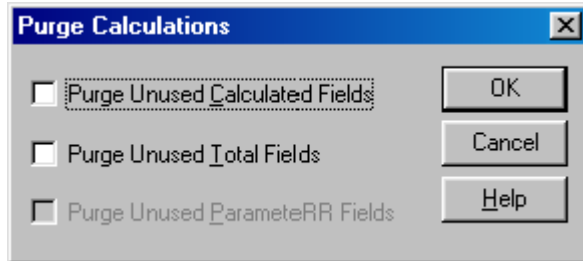 Purge Calculations
Purge Unused Calculated Fields
OK
Purge Unused Total Fields
Cancel
Purge Unused ParameteRR Fields
Help